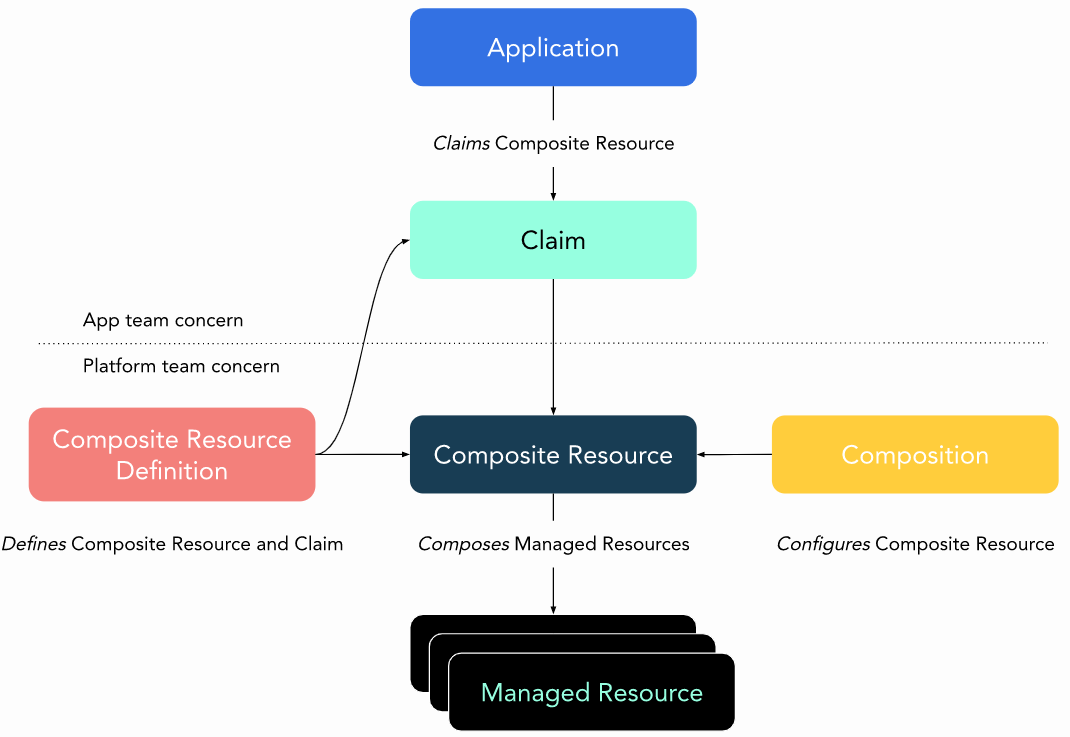 Application
Claims Composite Resource
Claim
App team concern
Platform team concern
Composite Resource
Definition
Composite Resource
Composition
Defines Composite Resource and Claim
Composes Managed Resources
Configures Composite Resource
Managed Resource